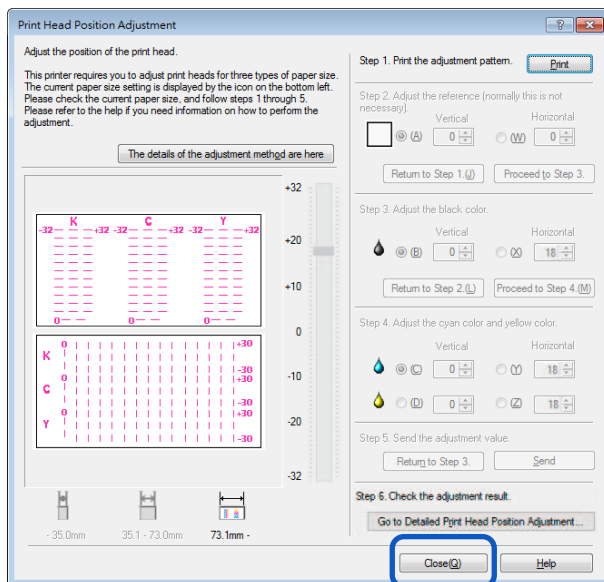 Print Head Position Adjustment
Adjust the position of the print head.
This printer requires you to adjust print heads for three types of paper size.
The current paper size setting is displayed by the icon on the bottom left.
Please check the current paper size, and follow steps 1 through 5.
Please refer to the help if you need information on how to perform the
adjustment.
The details of the adjustment method are here
K C Y
-32 +32 -32 +32 -32 +32
0 0 0
0 +30
K
-30
0 +30
C
-30
0 +30
Y
-30
+32
+20
+10
0
-10
-20
-32
- 35.0mm 35.1 - 73.0mm 73.1mm -
Step 1. Print the adjustment pattern. Print
Step 2. Adjust the reference (normally this is not
necessary).
Vertical Horizontal
(A) 0 (W) 0
Return to Step 1.(J) Proceed to Step 3.
Step 3. Adjust the black color.
Vertical Horizontal
(B) 0 (X) 18
Return to Step 2.(L) Proceed to Step 4.(M)
Step 4. Adjust the cyan color and yellow color.
Vertical Horizontal
(C) 0 (Y) 18
(D) 0 (Z) 18
Step 5. Send the adjustment value.
Return to Step 3. Send
Step 6. Check the adjustment result.
Go to Detailed Print Head Position Adjustment...
Close(Q) Help